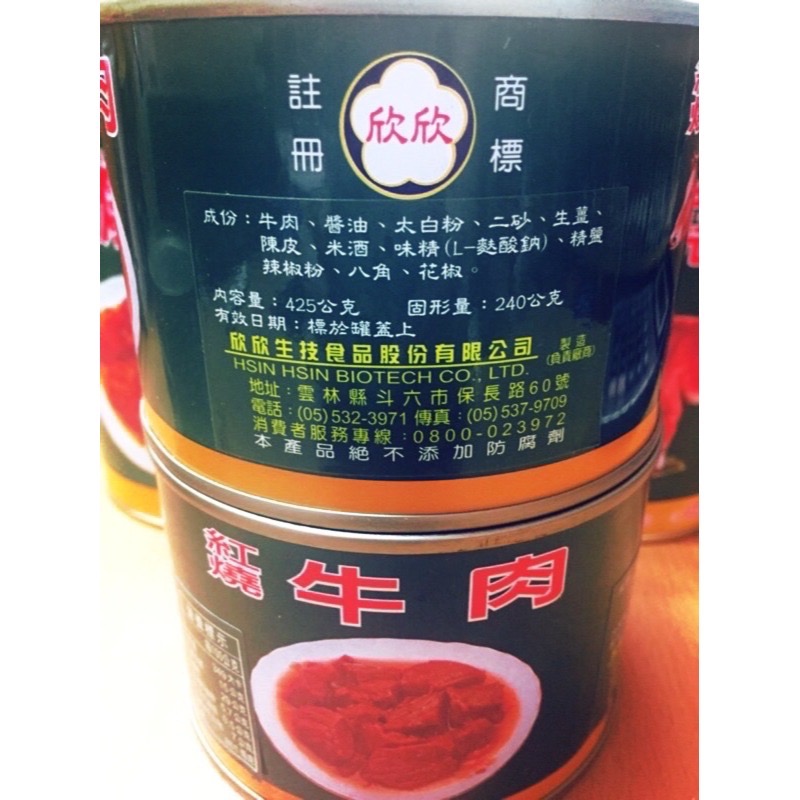 註冊
欣欣
商標
成份：牛肉、醬油、太白粉、二砂、生薑、
陳皮、米酒、味精(L-麩酸鈉)、精鹽
辣椒粉、八角、花椒。
內容量：425公克 固形量：240公克
有效日期：標於罐蓋上
欣欣生技食品股份有限公司 製造(負責廠商)
HSIN HSIN BIOTECH CO., LTD.
地址：雲林縣斗六市保長路60號
電話：(05)532-3971 傳真：(05)537-9709
消費者服務專線：0800-023972
本產品絕不添加防腐劑
紅燒牛肉
肉